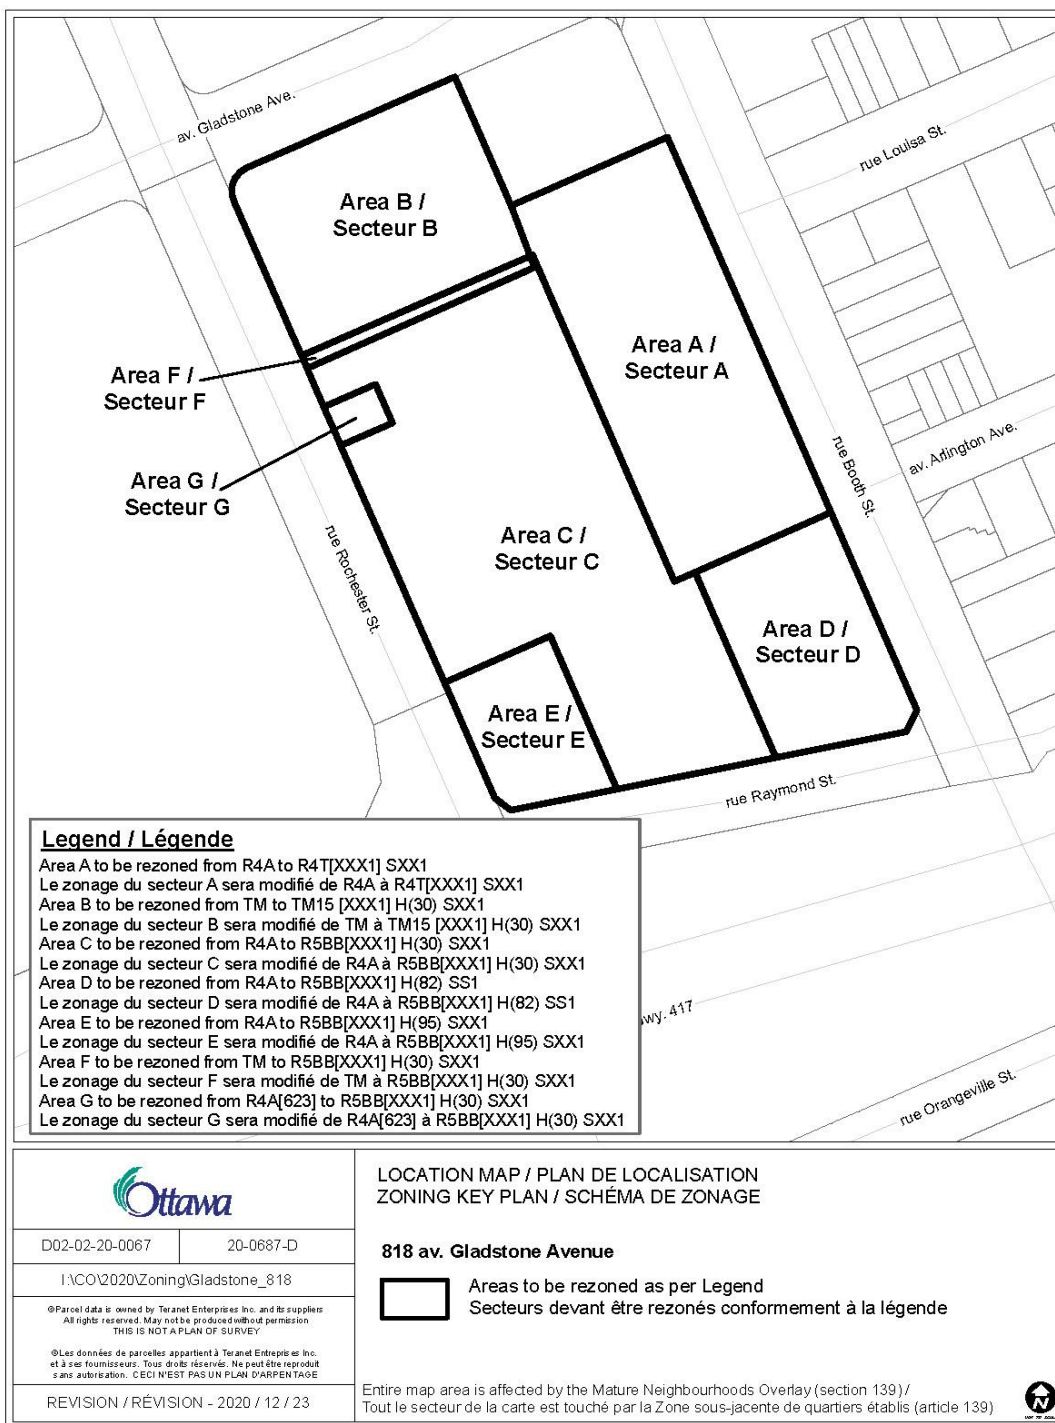 av. Gladstone Ave.
rue Louisa St.
Area B /
Secteur B
Area A /
Secteur A
Area F /
Secteur F
rue Booth St.
av. Arlington Ave.
Area G /
Secteur G
rue Rochester St.
Area C /
Secteur C
Area D /
Secteur D
Area E /
Secteur E
rue Raymond St.
Legend / Légende
Area A to be rezoned from R4A to R4T[XXX1] SXX1
Le zonage du secteur A sera modifié de R4A à R4T[XXX1] SXX1
Area B to be rezoned from TM to TM15 [XXX1] H(30) SXX1
Le zonage du secteur B sera modifié de TM à TM15 [XXX1] H(30) SXX1
Area C to be rezoned from R4A to R5BB[XXX1] H(30) SXX1
Le zonage du secteur C sera modifié de R4A à R5BB[XXX1] H(30) SXX1
Area D to be rezoned from R4A to R5BB[XXX1] H(82) SS1
Le zonage du secteur D sera modifié de R4A à R5BB[XXX1] H(82) SS1
Area E to be rezoned from R4A to R5BB[XXX1] H(95) SXX1
Le zonage du secteur E sera modifié de R4A à R5BB[XXX1] H(95) SXX1
Area F to be rezoned from TM to R5BB[XXX1] H(30) SXX1
Le zonage du secteur F sera modifié de TM à R5BB[XXX1] H(30) SXX1
Area G to be rezoned from R4A[623] to R5BB[XXX1] H(30) SXX1
Le zonage du secteur G sera modifié de R4A[623] à R5BB[XXX1] H(30) SXX1
wy. 417
rue Orangeville St.
Ottawa
D02-02-20-0067
20-0687-D
I:\CO\2020\Zoning\Gladstone_818
©Parcel data is owned by Teranet Enterprises Inc. and its suppliers
All rights reserved. May not be produced without permission
THIS IS NOT A PLAN OF SURVEY
©Les données de parcelles appartient à Teranet Entreprises Inc.
et à ses fournisseurs. Tous droits réservés. Ne peut être reproduit
sans autorisation. CECI N'EST PAS UN PLAN D'ARPENTAGE
REVISION / RÉVISION - 2020 / 12 / 23
LOCATION MAP / PLAN DE LOCALISATION
ZONING KEY PLAN / SCHÉMA DE ZONAGE
818 av. Gladstone Avenue
Areas to be rezoned as per Legend
Secteurs devant être rezonés conformement à la légende
Entire map area is affected by the Mature Neighbourhoods Overlay (section 139) /
Tout le secteur de la carte est touché par la Zone sous-jacente de quartiers établis (article 139)
N